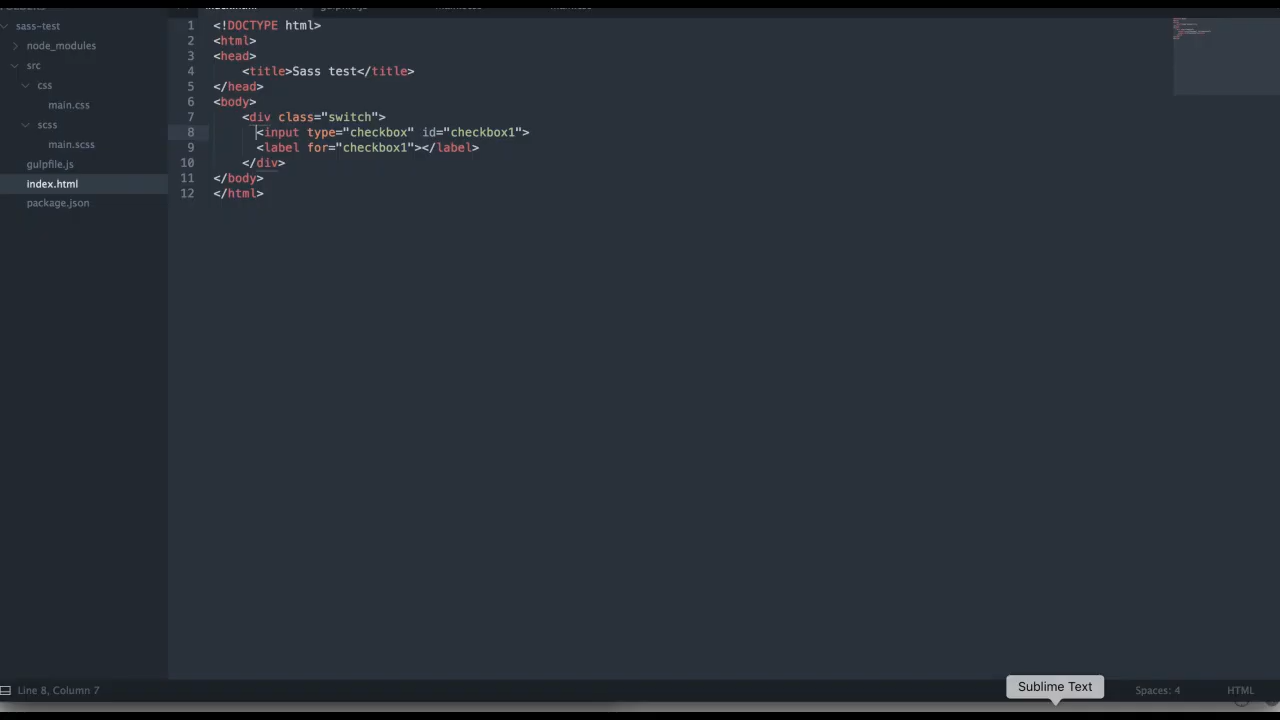 sass-test
node_modules
src
css
main.css
scss
main.scss
gulpfile.js
index.html
package.json
1 <!DOCTYPE html>
2 <html>
3 <head>
4 <title>Sass test</title>
5 </head>
6 <body>
7 <div class="switch">
8 <input type="checkbox" id="checkbox1">
9 <label for="checkbox1"></label>
10 </div>
11 </body>
12 </html>
Line 8, Column 7
Sublime Text
Spaces: 4
HTML